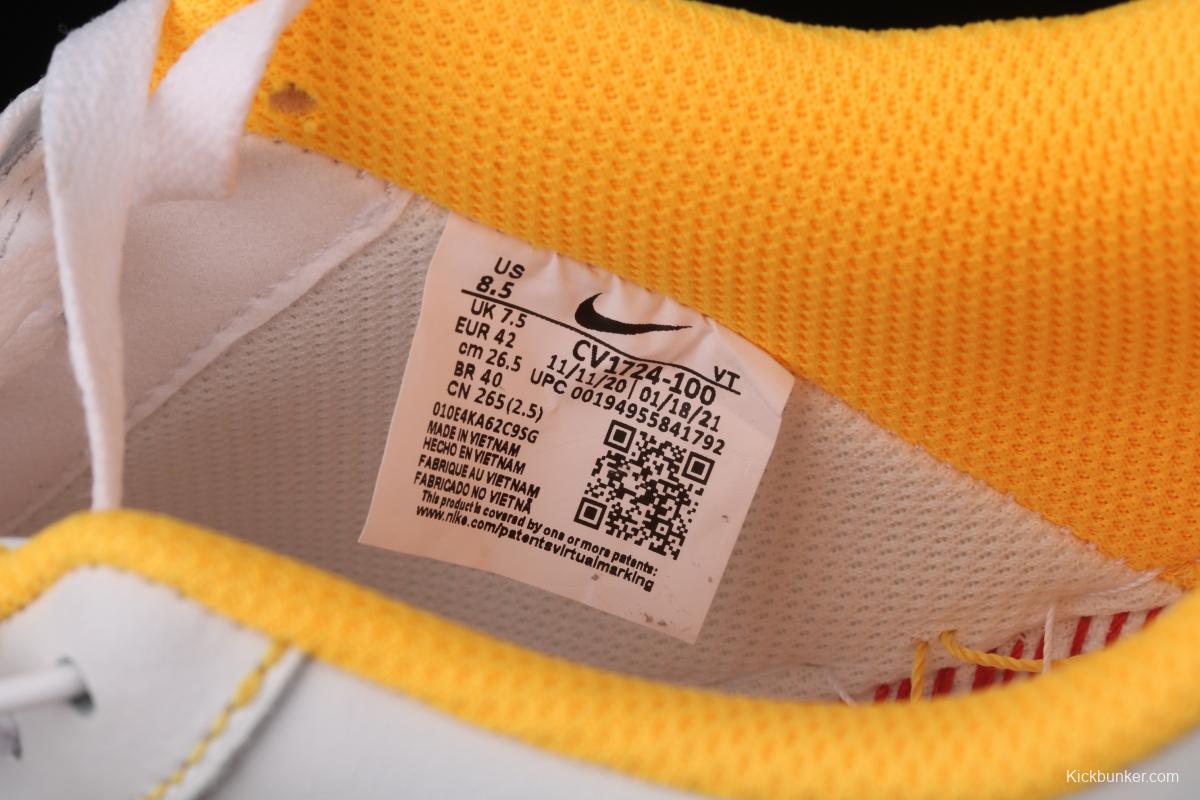 US
8.5
UK 7.5
EUR 42
cm 26.5
BR 40
CN 265(2.5)
010E4KA62C9SG
MADE IN VIETNAM
HECHO EN VIETNAM
FABRIQUE AU VIETNAM
FABRICADO NO VIETNÃ
This product is covered by one or more patents:
www.nike.com/patentsvirtualmarking
CV1724-100
VT
11/11/20 | 01/18/21
UPC 00194955841792
Kickbunker.com